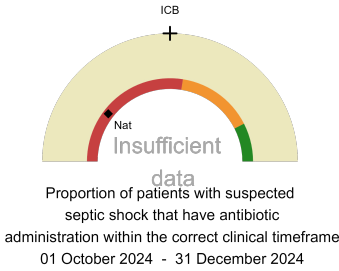 ICB
Nat
Insufficient
data
Proportion of patients with suspected
septic shock that have antibiotic
administration within the correct clinical timeframe
01 October 2024 - 31 December 2024